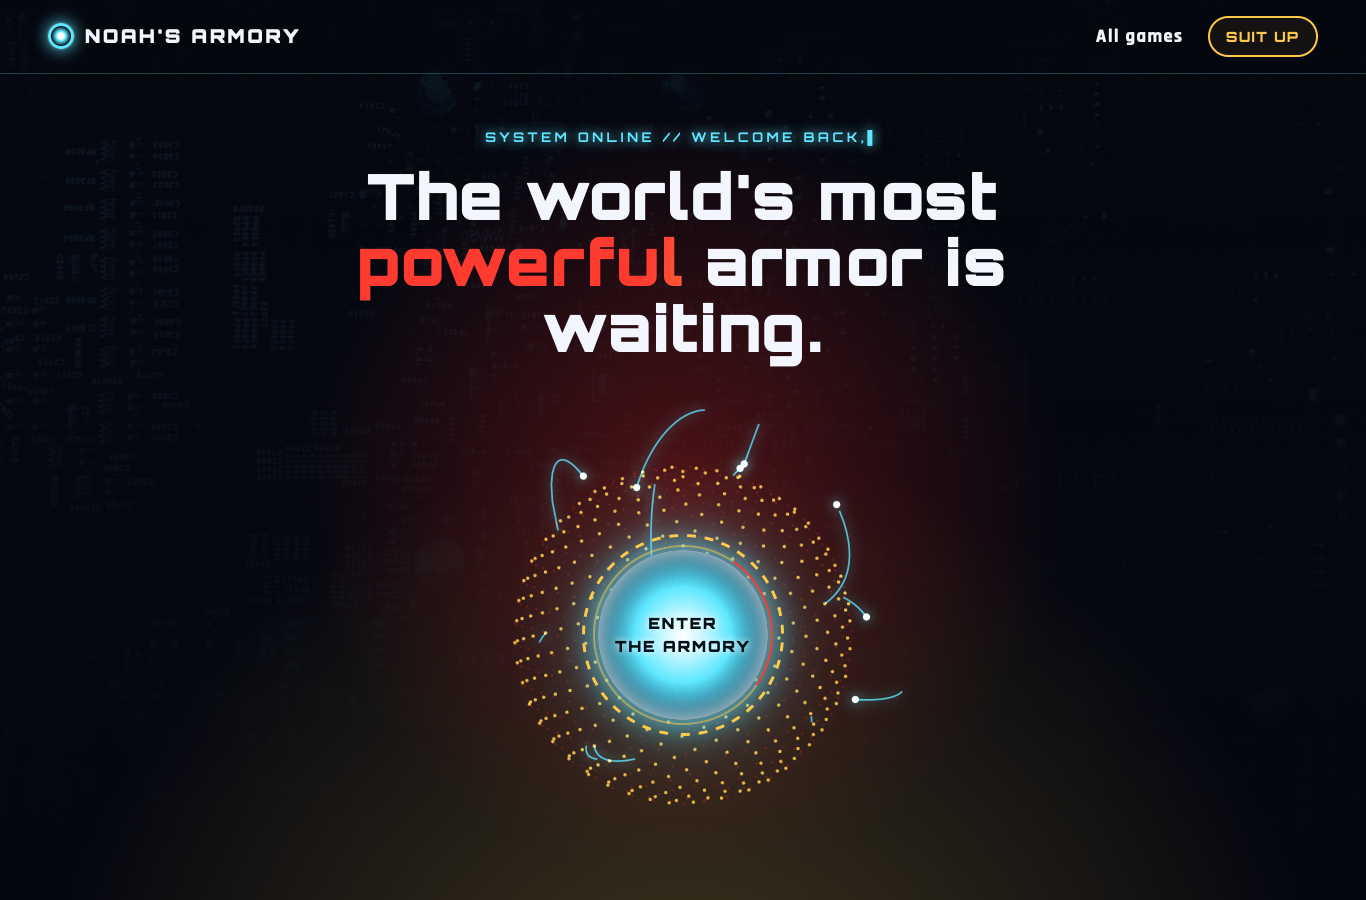 NOAH'S ARMORY
All games
SUIT UP
SYSTEM ONLINE // WELCOME BACK,
The world's most
powerful armor is
waiting.
ENTER
THE ARMORY